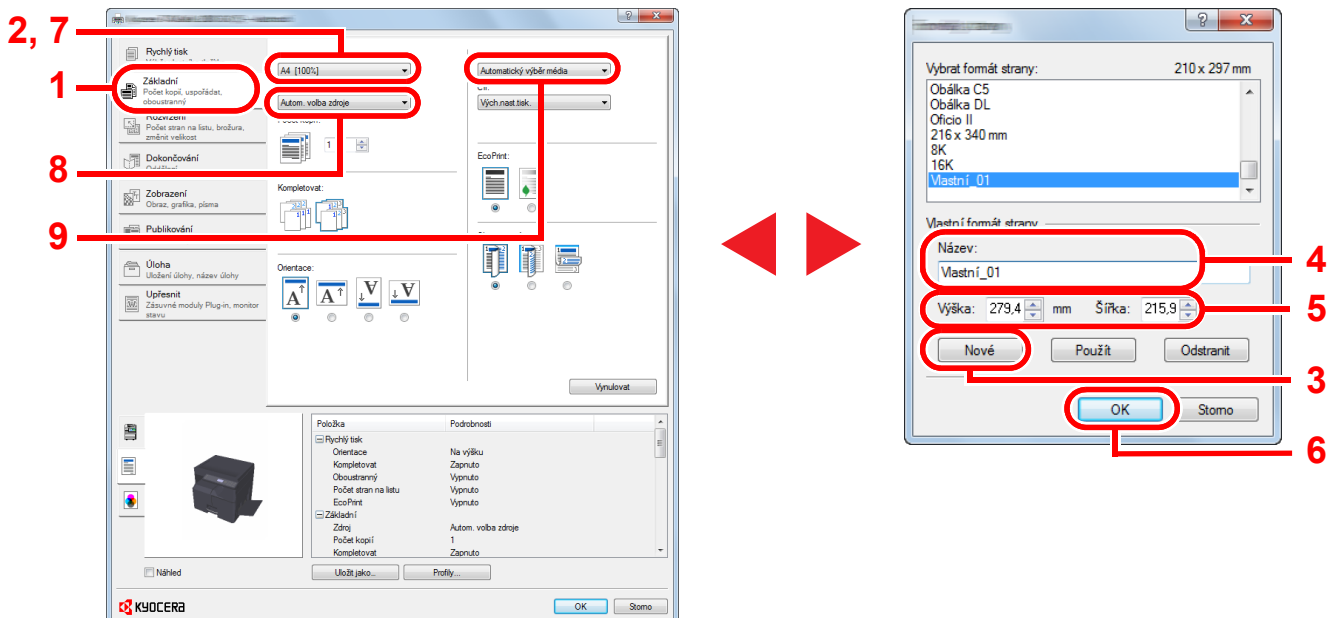 2, 7
1
8
9
Rychlý tisk
Základní
Počet kopií, uspořádat,
oboustranný
Rozvržení
Počet stran na listu, brožura,
změnit velikost
Dokončování
Oddělení
Zobrazení
Obraz, grafika, písma
Publikování
Úloha
Uložení úlohy, název úlohy
Upřesnit
Zásuvné moduly Plug-in, monitor
stavu
A4 [100%]
Autom. volba zdroje
Počet kopií:
1
Kompletovat:
Orientace:
Automatický výběr média
Vých.nast.tisk.
EcoPrint:
Vynulovat
Položka Podrobnosti
Rychlý tisk
Orientace Na výšku
Kompletovat Zapnuto
Oboustranný Vypnuto
Počet stran na listu Vypnuto
EcoPrint Vypnuto
Základní
Zdroj Autom. volba zdroje
Počet kopií 1
Kompletovat Zapnuto
Náhled
Uložit jako... Profily...
KYOCERA
OK Storno
Vybrat formát strany: 210 x 297 mm
Obálka C5
Obálka DL
Oficio II
216 x 340 mm
8K
16K
Vlastní_01
Vlastní formát strany
Název:
Vlastní_01
Výška: 279,4 mm Šířka: 215,9
Nové Použít Odstranit
OK Storno
4
5
3
6